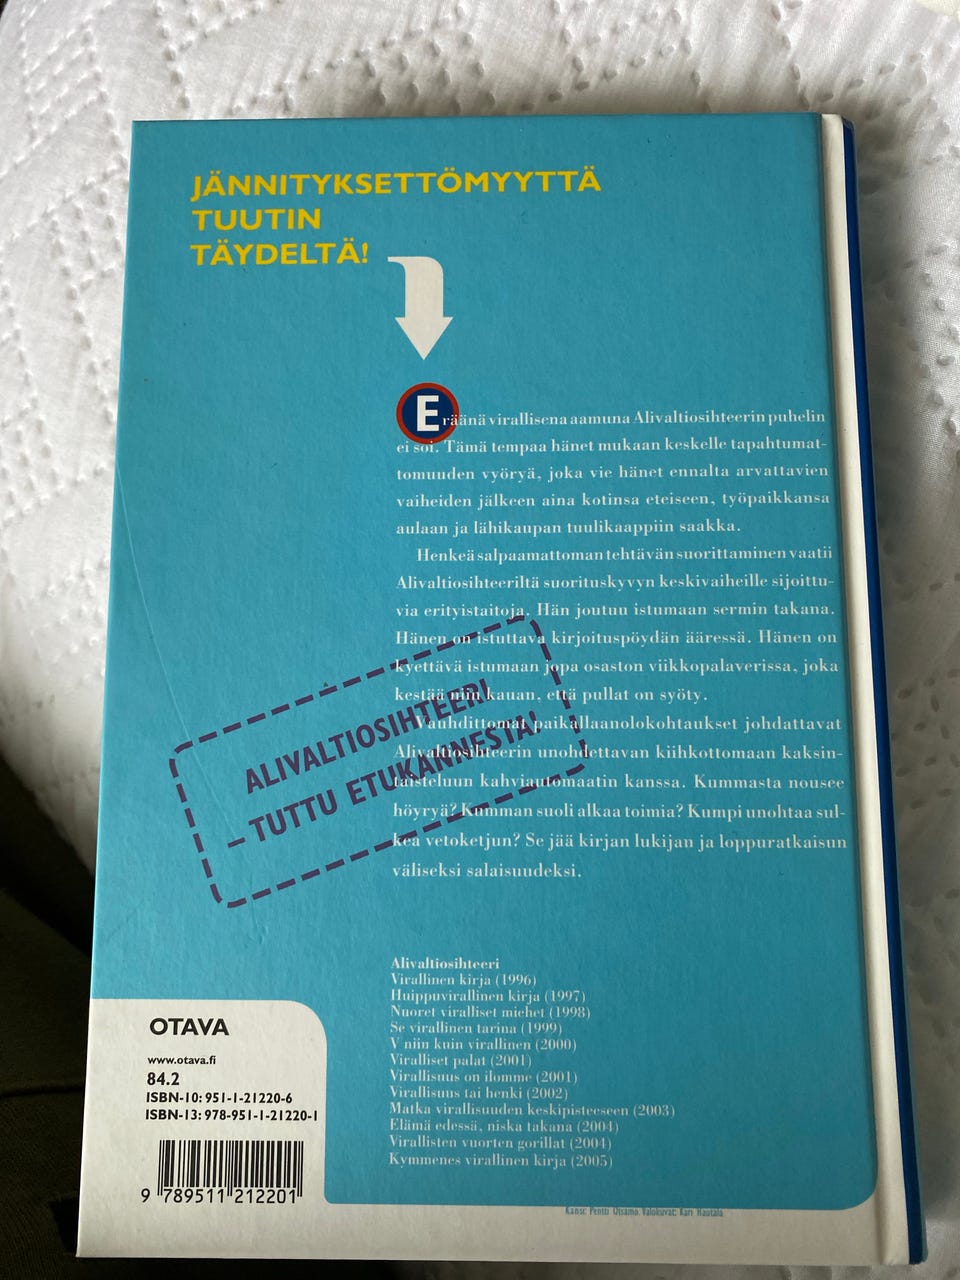 JÄNNITYKSETTÖMYYTTÄ
TUUTIN
TÄYDELTÄ!
Eräänä virallisena aamuna Alivaltiosihteerin puhelin
ei soi. Tämä tempaa hänet mukaan keskelle tapahtumat-
tomuuden vyöryä, joka vie hänet ennalta arvattavien
vaiheiden jälkeen aina kotinsa eteiseen, työpaikkansa
aulaan ja lähikaupan tuulikaappiin saakka.
Henkeä salpaamattoman tehtävän suorittaminen vaatii
Alivaltiosihteeriltä suorituskyvyn keskivaiheille sijoittu-
via erityistaitoja. Hän joutuu istumaan sermin takana.
Hänen on istuttava kirjoituspöydän ääressä. Hänen on
kyettävä istumaan jopa osaston viikkopalaverissa, joka
kestää niin kauan, että pullat on syöty.
Vauhdittomat paikallaanolokohtaukset johdattavat
Alivaltiosihteerin unohdettavan kiihkottomaan kaksin-
taisteluun kahviautomaatin kanssa. Kummasta nousee
höyryä? Kumman suoli alkaa toimia? Kumpi unohtaa sul-
kea vetoketjun? Se jää kirjan lukijan ja loppuratkaisun
väliseksi salaisuudeksi.
ALIVALTIOSIHTEERI
– TUTTU ETUKANNESTA!
Alivaltiosihteeri
Virallinen kirja (1996)
Huippuvirallinen kirja (1997)
Nuoret viralliset miehet (1998)
Se virallinen tarina (1999)
V niin kuin virallinen (2000)
Viralliset palat (2001)
Virallisuus on ilomme (2001)
Virallisuus tai henki (2002)
Matka virallisuuden keskipisteeseen (2003)
Elämä edessä, niska takana (2004)
Virallisten vuorten gorillat (2004)
Kymmenes virallinen kirja (2005)
OTAVA
www.otava.fi
84.2
ISBN-10: 951-1-21220-6
ISBN-13: 978-951-1-21220-1
9 789511 212201
Kansi: Pentti Otsamo. Valokuvat: Kari Hautala